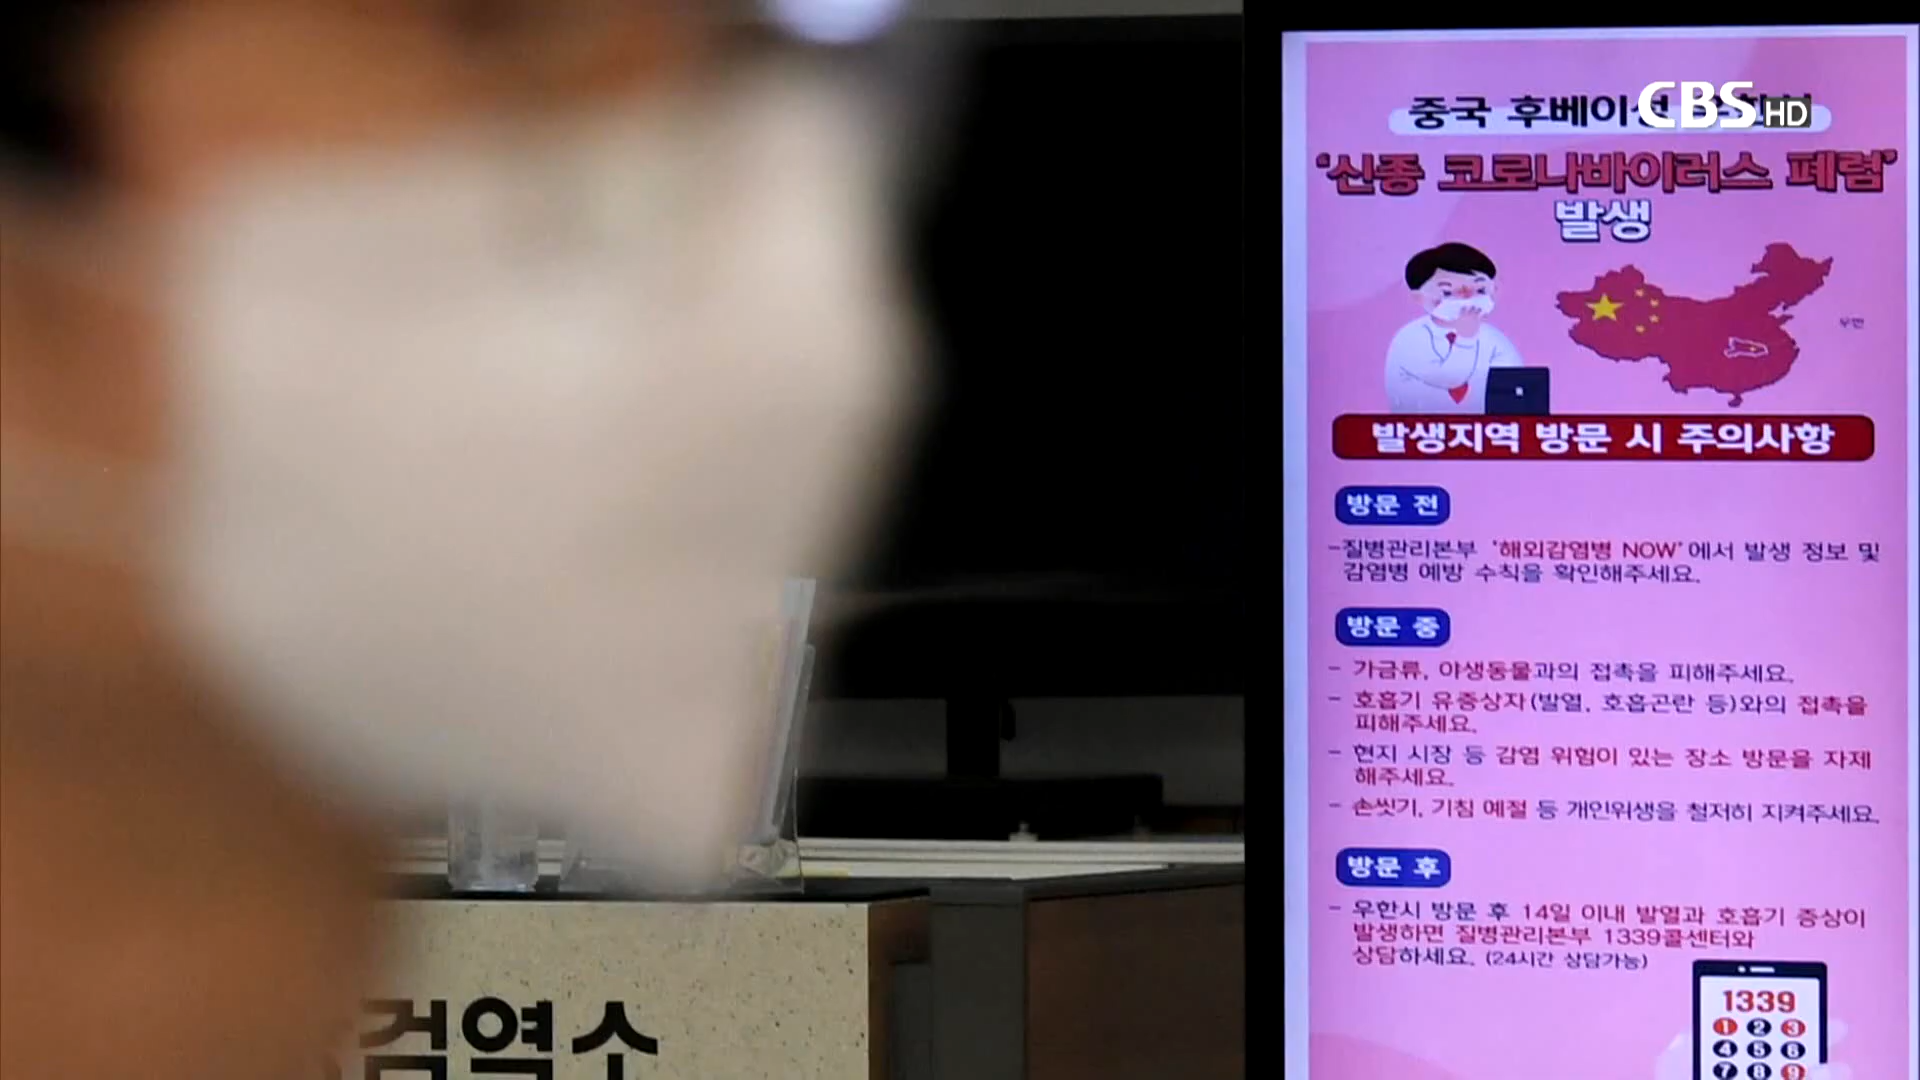 중국 후베이성
CBS HD
'신종 코로나바이러스 폐렴'
발생
우한
발생지역 방문 시 주의사항
방문 전
-질병관리본부 '해외감염병 NOW'에서 발생 정보 및
감염병 예방 수칙을 확인해주세요.
방문 중
- 가금류, 야생동물과의 접촉을 피해주세요.
- 호흡기 유증상자(발열, 호흡곤란 등)와의 접촉을
피해주세요.
- 현지 시장 등 감염 위험이 있는 장소 방문을 자제
해주세요.
- 손씻기, 기침 예절 등 개인위생을 철저히 지켜주세요.
방문 후
- 우한시 방문 후 14일 이내 발열과 호흡기 증상이
발생하면 질병관리본부 1339콜센터와
상담하세요. (24시간 상담가능)
1339
1 2 3
4 5 6
7 8 9
검역소